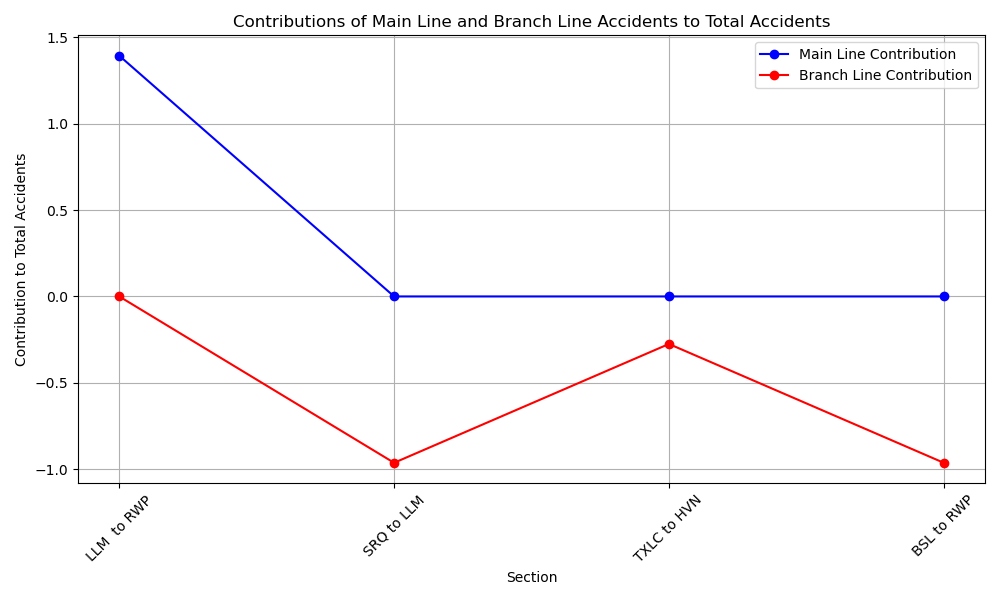 Contributions of Main Line and Branch Line Accidents to Total Accidents
Main Line Contribution
Branch Line Contribution
Contribution to Total Accidents
1.5
1.0
0.5
0.0
−0.5
−1.0
LLM  to RWP
SRQ to LLM
TXLC to HVN
BSL to RWP
Section